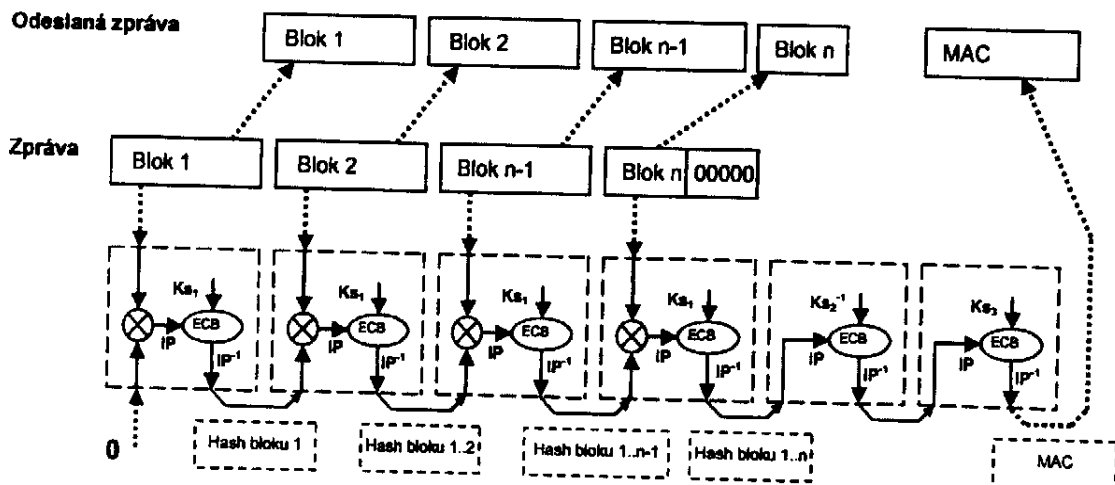 Odeslaná zpráva
Blok 1
Blok 2
Blok n-1
Blok n
MAC
Zpráva
Blok 1
Blok 2
Blok n-1
Blok n 00000
Ks₁
ECB
IP
IP⁻¹
Ks₁
ECB
IP
IP⁻¹
Ks₁
ECB
IP
IP⁻¹
Ks₁
ECB
IP
IP⁻¹
Ks₂⁻¹
ECB
IP
IP⁻¹
Ks₃
ECB
IP
IP⁻¹
0
Hash bloku 1
Hash bloku 1..2
Hash bloku 1..n-1
Hash bloku 1..n
MAC